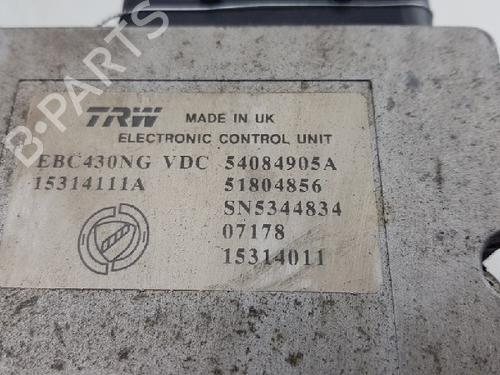 TRW MADE IN UK
ELECTRONIC CONTROL UNIT
EBC430NG VDC 54084905A
15314111A 51804856
SN5344834
07178
15314011
B-PARTS